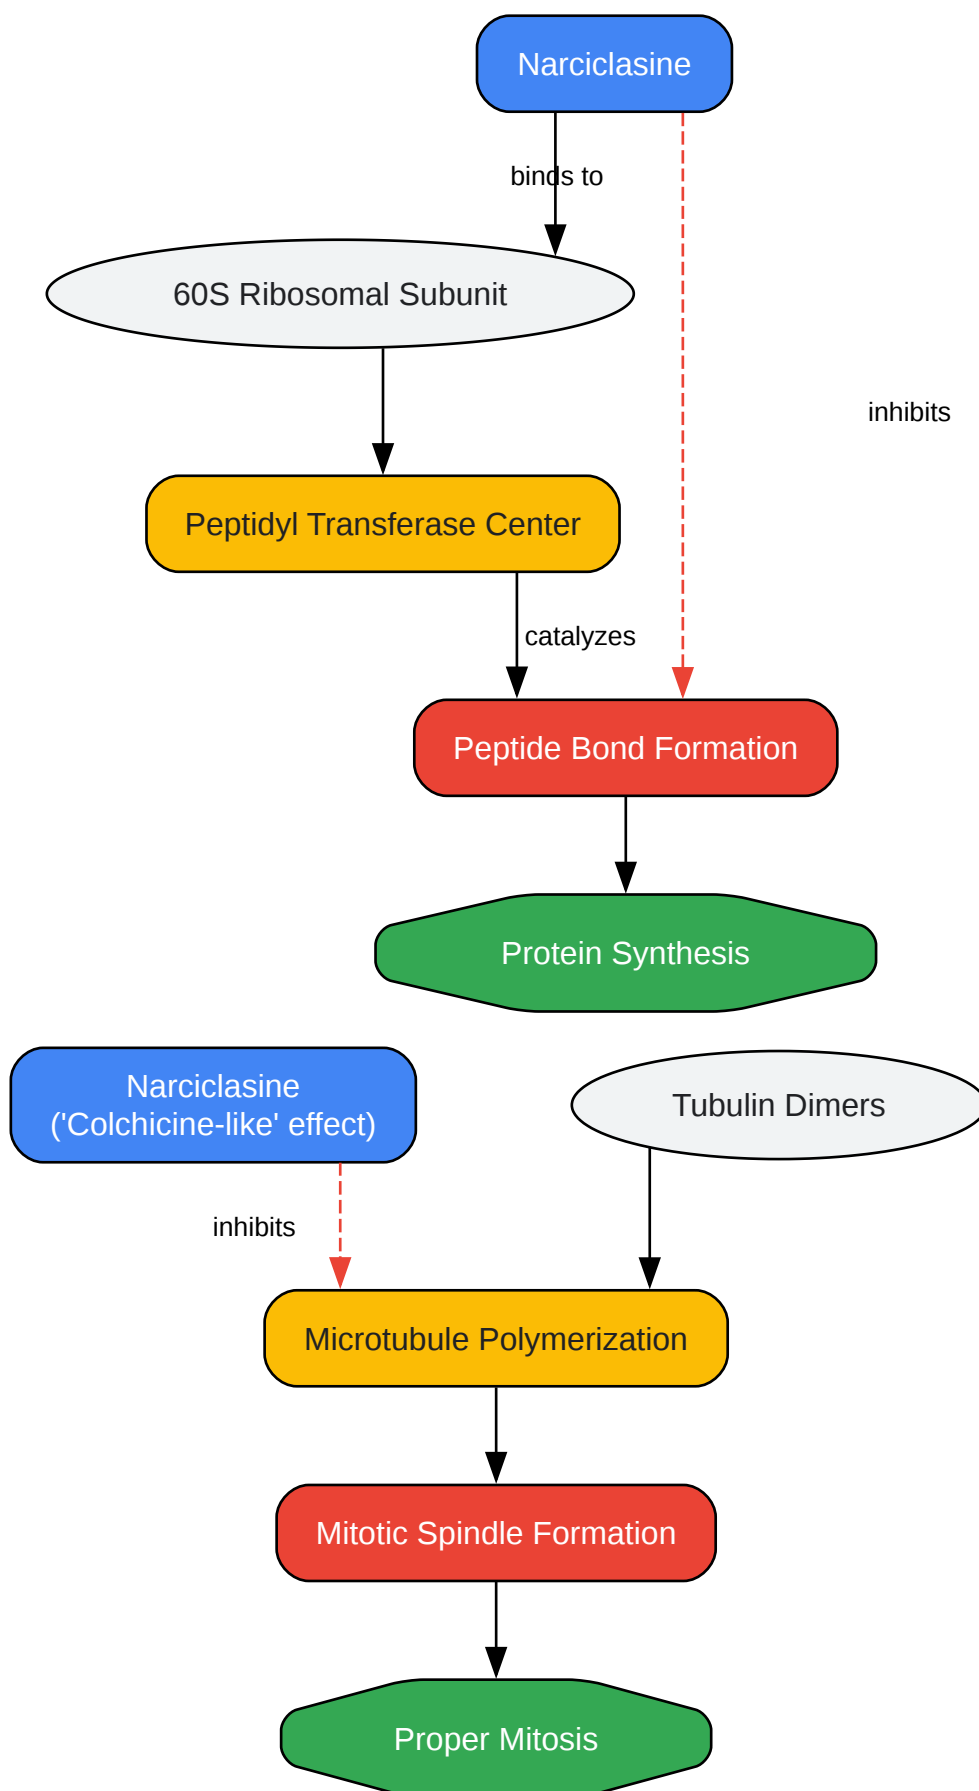 Narciclasine
binds to
60S Ribosomal Subunit
inhibits
Peptidyl Transferase Center
catalyzes
Peptide Bond Formation
Protein Synthesis
Narciclasine
('Colchicine-like' effect)
Tubulin Dimers
inhibits
Microtubule Polymerization
Mitotic Spindle Formation
Proper Mitosis